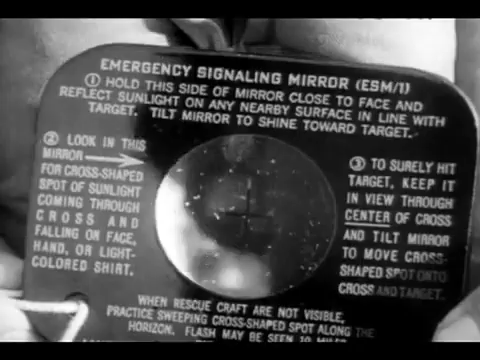 EMERGENCY SIGNALING MIRROR (ESM/1)
① HOLD THIS SIDE OF MIRROR CLOSE TO FACE AND
REFLECT SUNLIGHT ON ANY NEARBY SURFACE IN LINE WITH
TARGET. TILT MIRROR TO SHINE TOWARD TARGET.
② LOOK IN THIS
MIRROR
FOR CROSS-SHAPED
SPOT OF SUNLIGHT
COMING THROUGH
CROSS AND
FALLING ON FACE,
HAND, OR LIGHT-
COLORED SHIRT.
③ TO SURELY HIT
TARGET, KEEP IT
IN VIEW THROUGH
CENTER OF CROSS
AND TILT MIRROR
TO MOVE CROSS-
SHAPED SPOT ONTO
CROSS AND TARGET.
WHEN RESCUE CRAFT ARE NOT VISIBLE,
PRACTICE SWEEPING CROSS-SHAPED SPOT ALONG THE
HORIZON. FLASH MAY BE SEEN 10 MILES